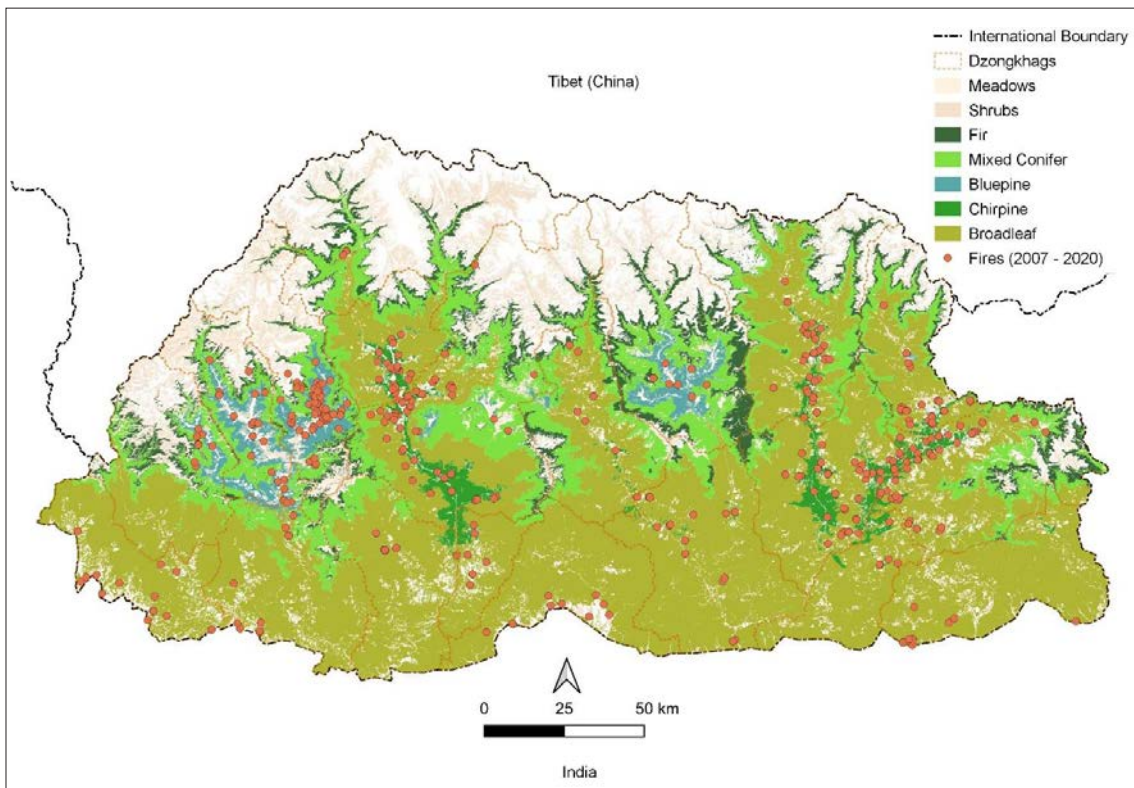 International Boundary
Dzongkhags
Tibet (China)
Meadows
Shrubs
Fir
Mixed Conifer
Bluepine
Chirpine
Broadleaf
Fires (2007 - 2020)
0 25 50 km
India